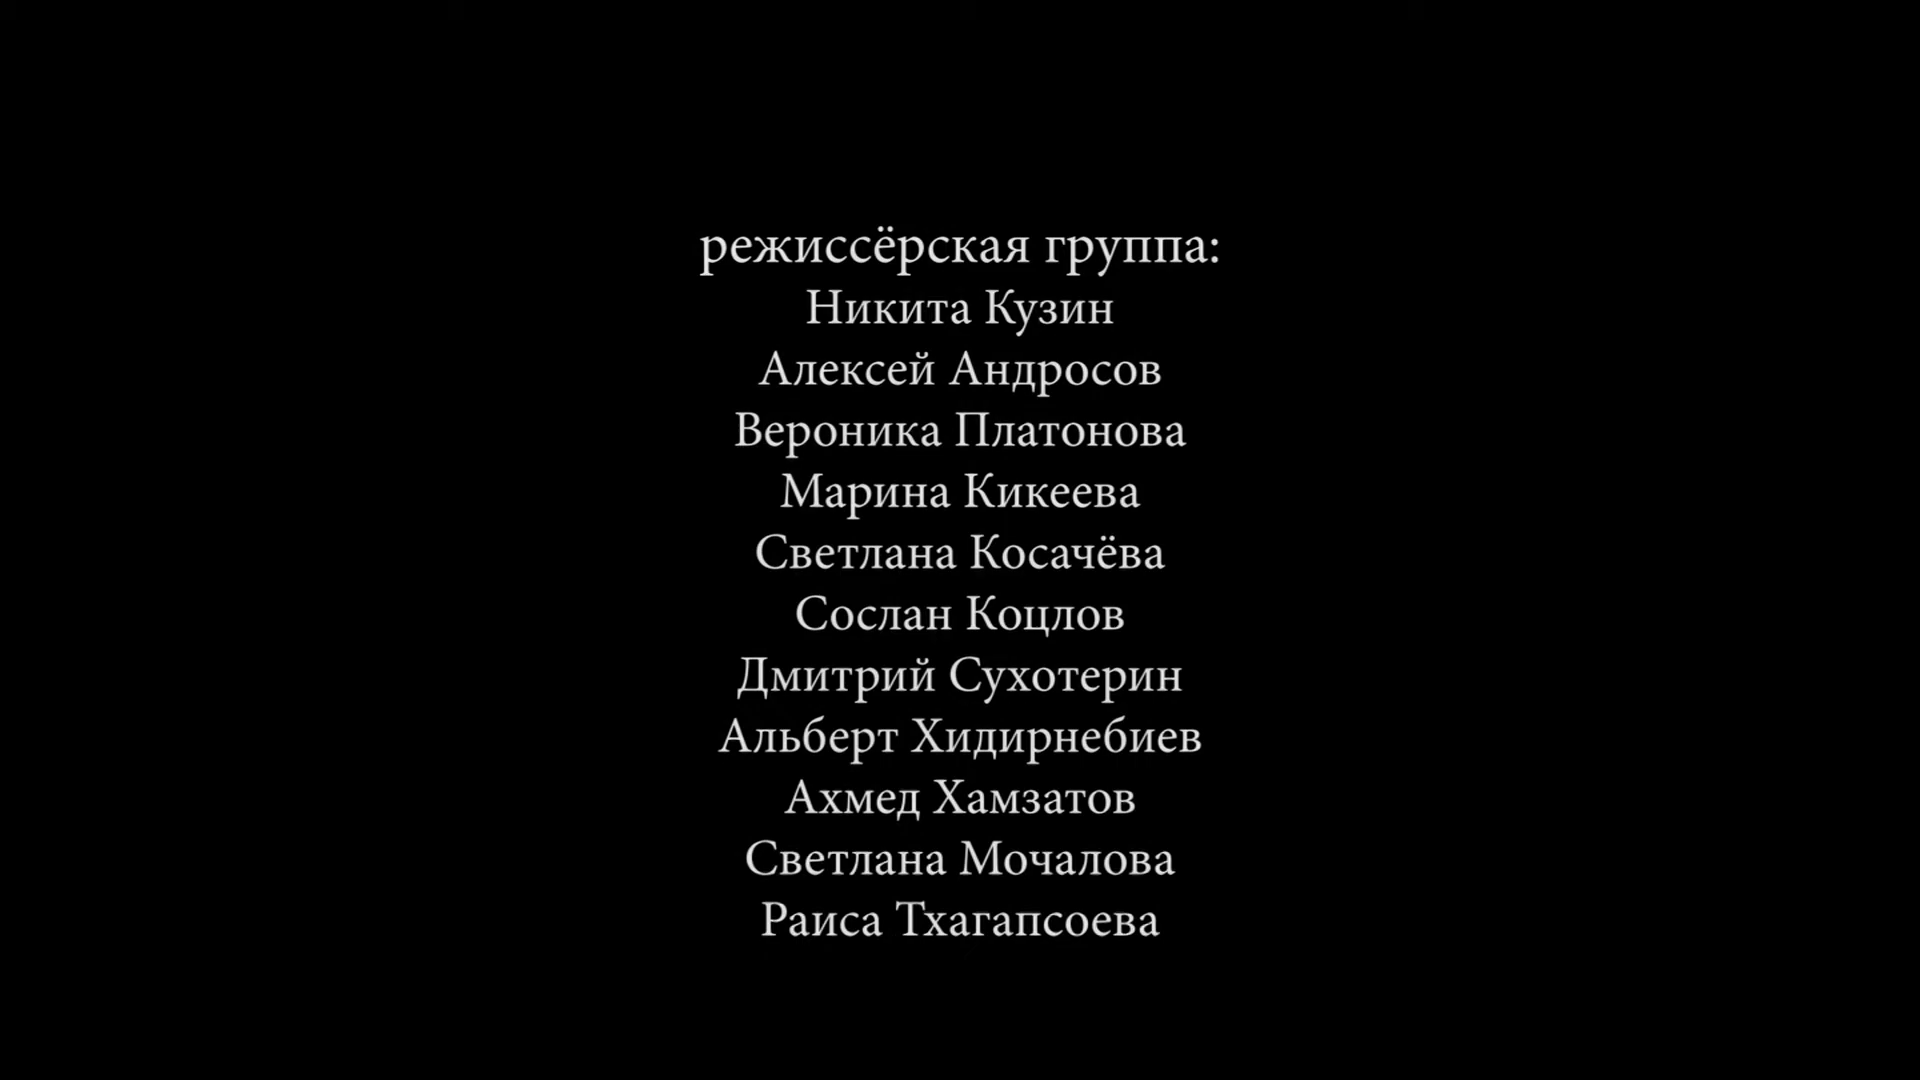 режиссёрская группа:
Никита Кузин
Алексей Андросов
Вероника Платонова
Марина Кикеева
Светлана Косачёва
Сослан Коцлов
Дмитрий Сухотерин
Альберт Хидирнебиев
Ахмед Хамзатов
Светлана Мочалова
Раиса Тхагапсоева